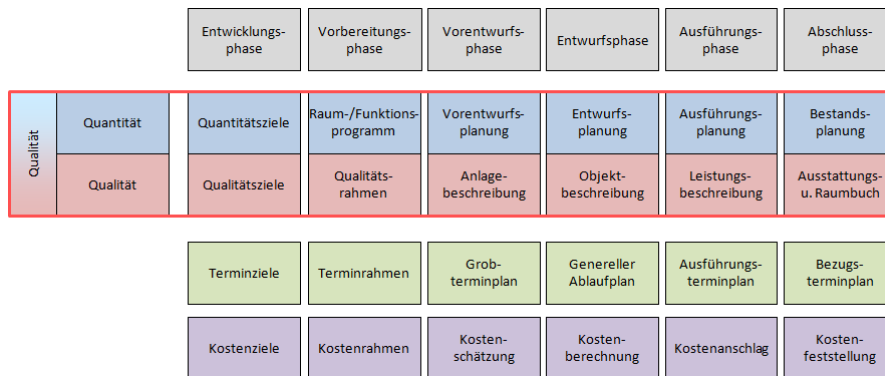 Entwicklungs-
phase
Vorbereitungs-
phase
Vorentwurfs-
phase
Entwurfsphase
Ausführungs-
phase
Abschluss-
phase
Qualität
Quantität
Quantitätsziele
Raum-/Funktions-
programm
Vorentwurfs-
planung
Entwurfs-
planung
Ausführungs-
planung
Bestands-
planung
Qualität
Qualitätsziele
Qualitäts-
rahmen
Anlage-
beschreibung
Objekt-
beschreibung
Leistungs-
beschreibung
Ausstattungs-
u. Raumbuch
Terminziele
Terminrahmen
Grob-
terminplan
Genereller
Ablaufplan
Ausführungs-
terminplan
Bezugs-
terminplan
Kostenziele
Kostenrahmen
Kosten-
schätzung
Kosten-
berechnung
Kostenanschlag
Kosten-
feststellung